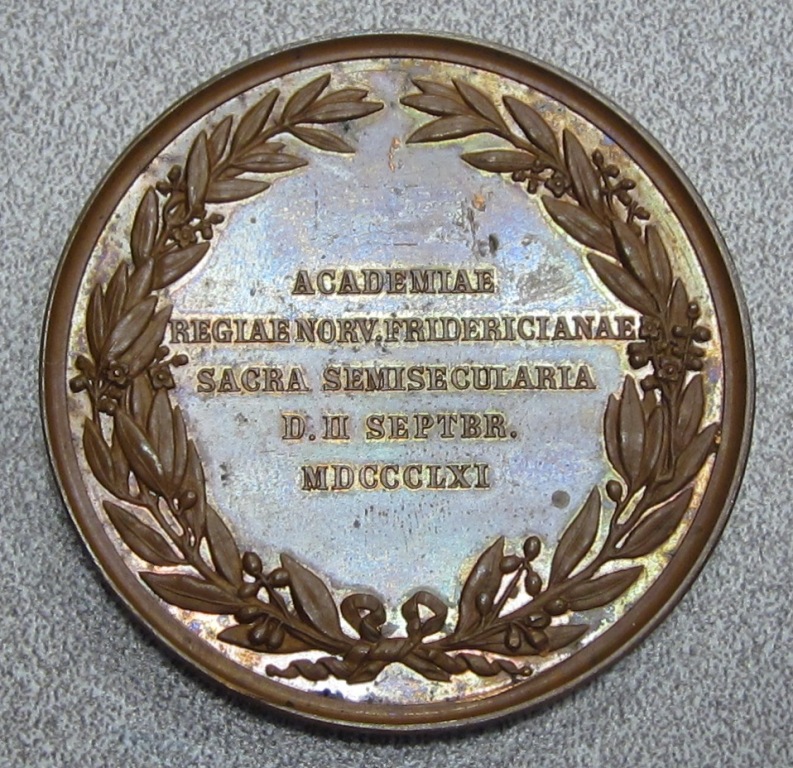 ACADEMIAE
REGIAE NORV. FRIDERICIANAE
SACRA SEMISECULARIA
D. II SEPTBR.
MDCCCLXI